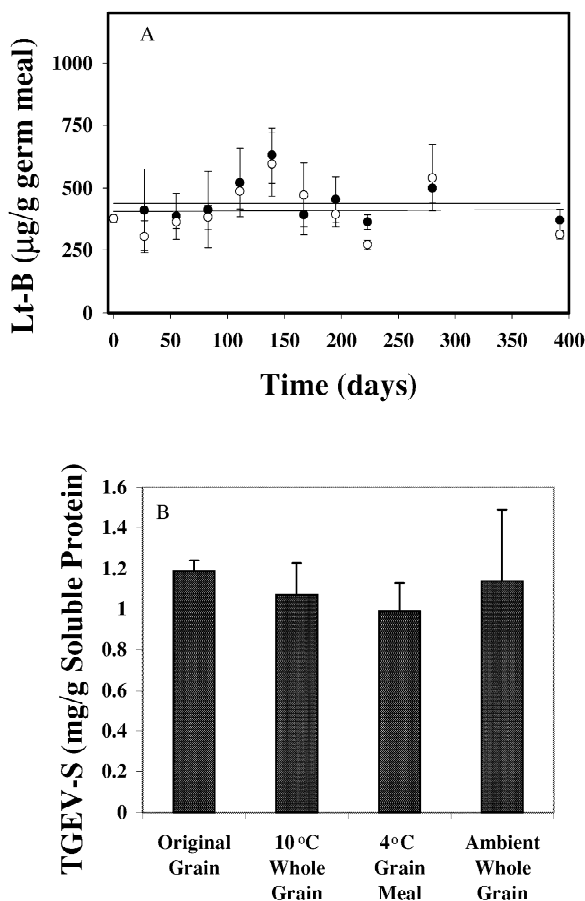 A
Lt-B (µg/g germ meal)
1000
750
500
250
0
0 50 100 150 200 250 300 350 400
Time (days)
B
TGEV-S (mg/g Soluble Protein)
1.6
1.4
1.2
1
0.8
0.6
0.4
0.2
0
Original Grain
10 °C Whole Grain
4°C Grain Meal
Ambient Whole Grain